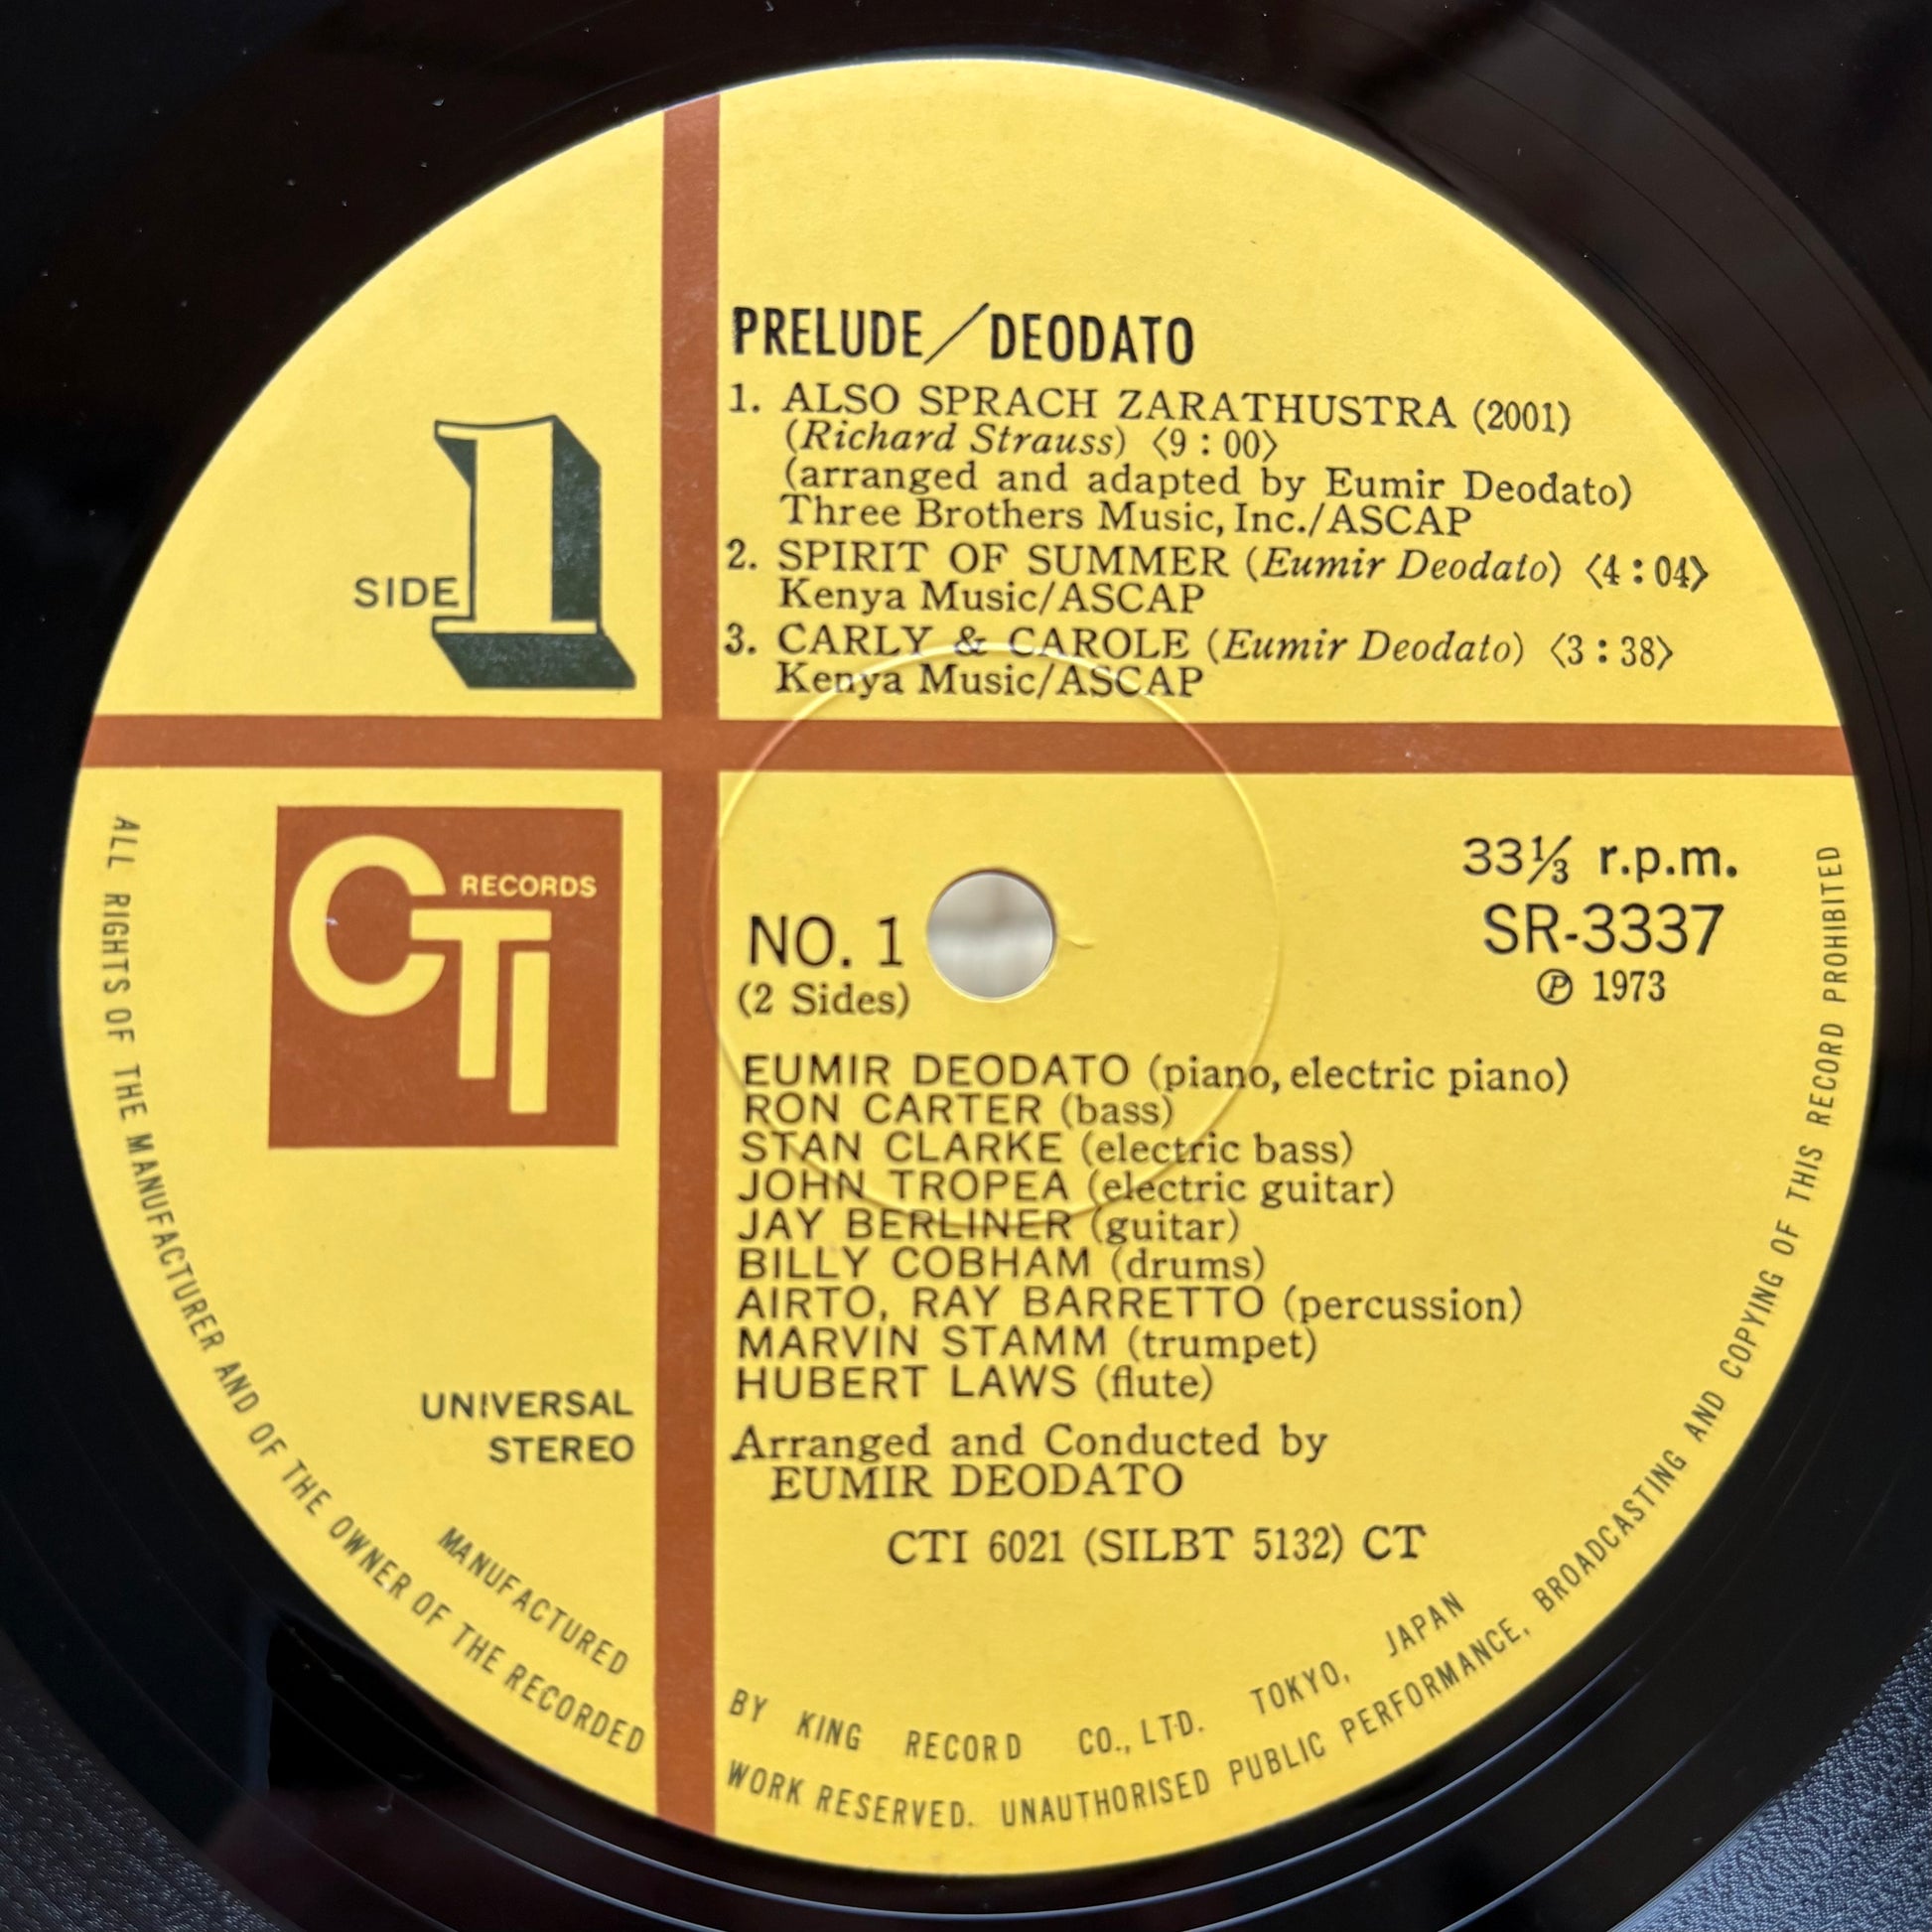 PRELUDE/DEODATO
1. ALSO SPRACH ZARATHUSTRA (2001)
(Richard Strauss) 〈9 : 00〉
(arranged and adapted by Eumir Deodato)
Three Brothers Music, Inc./ASCAP
2. SPIRIT OF SUMMER (Eumir Deodato) 〈4 : 04〉
Kenya Music/ASCAP
3. CARLY & CAROLE (Eumir Deodato) 〈3 : 38〉
Kenya Music/ASCAP
SIDE 1
CTI RECORDS
NO. 1
(2 Sides)
33⅓ r.p.m.
SR-3337
℗ 1973
EUMIR DEODATO (piano, electric piano)
RON CARTER (bass)
STAN CLARKE (electric bass)
JOHN TROPEA (electric guitar)
JAY BERLINER (guitar)
BILLY COBHAM (drums)
AIRTO, RAY BARRETTO (percussion)
MARVIN STAMM (trumpet)
HUBERT LAWS (flute)
Arranged and Conducted by
EUMIR DEODATO
CTI 6021 (SILBT 5132) CT
UNIVERSAL
STEREO
MANUFACTURED BY KING RECORD CO., LTD. TOKYO, JAPAN
ALL RIGHTS OF THE MANUFACTURER AND OF THE OWNER OF THE RECORDED WORK RESERVED. UNAUTHORISED PUBLIC PERFORMANCE, BROADCASTING AND COPYING OF THIS RECORD PROHIBITED